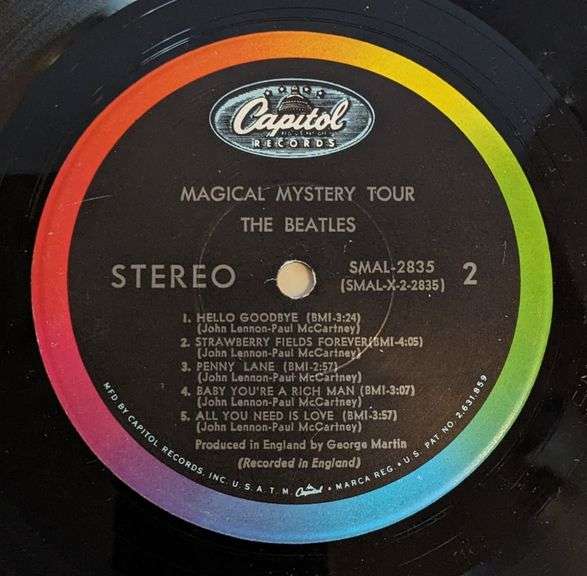 Capitol
RECORDS
MAGICAL MYSTERY TOUR
THE BEATLES
STEREO
SMAL-2835
(SMAL-X-2-2835)
2
1. HELLO GOODBYE (BMI-3:24)
(John Lennon-Paul McCartney)
2. STRAWBERRY FIELDS FOREVER(BMI-4:05)
(John Lennon-Paul McCartney)
3. PENNY LANE (BMI-2:57)
(John Lennon-Paul McCartney)
4. BABY YOU'RE A RICH MAN (BMI-3:07)
(John Lennon-Paul McCartney)
5. ALL YOU NEED IS LOVE (BMI-3:57)
(John Lennon-Paul McCartney)
Produced in England by George Martin
(Recorded in England)
MFD BY CAPITOL RECORDS, INC. U.S.A. T.M. Capitol • MARCA REG. • U.S. PAT. NO. 2,631,859